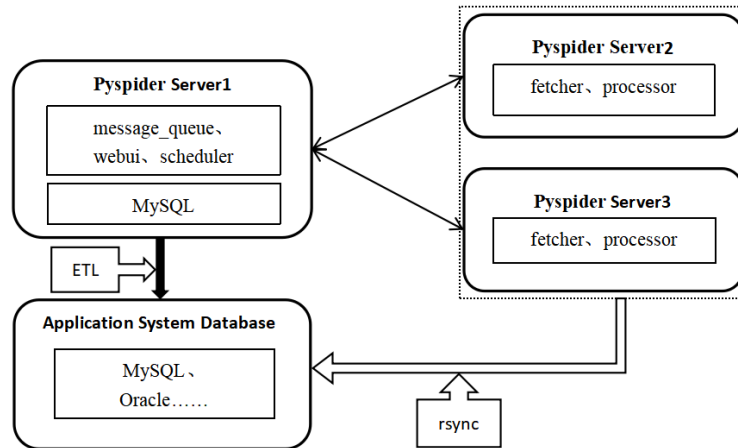 Pyspider Server1
message_queue、
webui、scheduler
MySQL
Pyspider Server2
fetcher、processor
Pyspider Server3
fetcher、processor
ETL
Application System Database
MySQL、
Oracle……
rsync